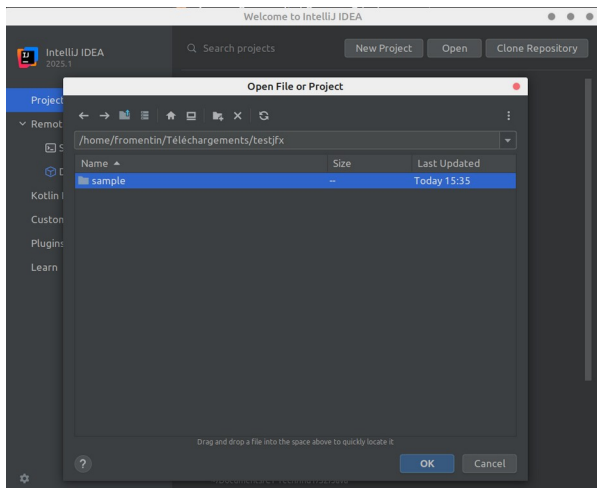 Welcome to IntelliJ IDEA
IntelliJ IDEA
2025.1
Search projects
New Project
Open
Clone Repository
Open File or Project
Project
Remot
S
D
Kotlin
Custon
Plugins
Learn
/home/fromentin/Téléchargements/testjfx
Name Size Last Updated
sample -- Today 15:35
Drag and drop a file into the space above to quickly locate it
? OK Cancel